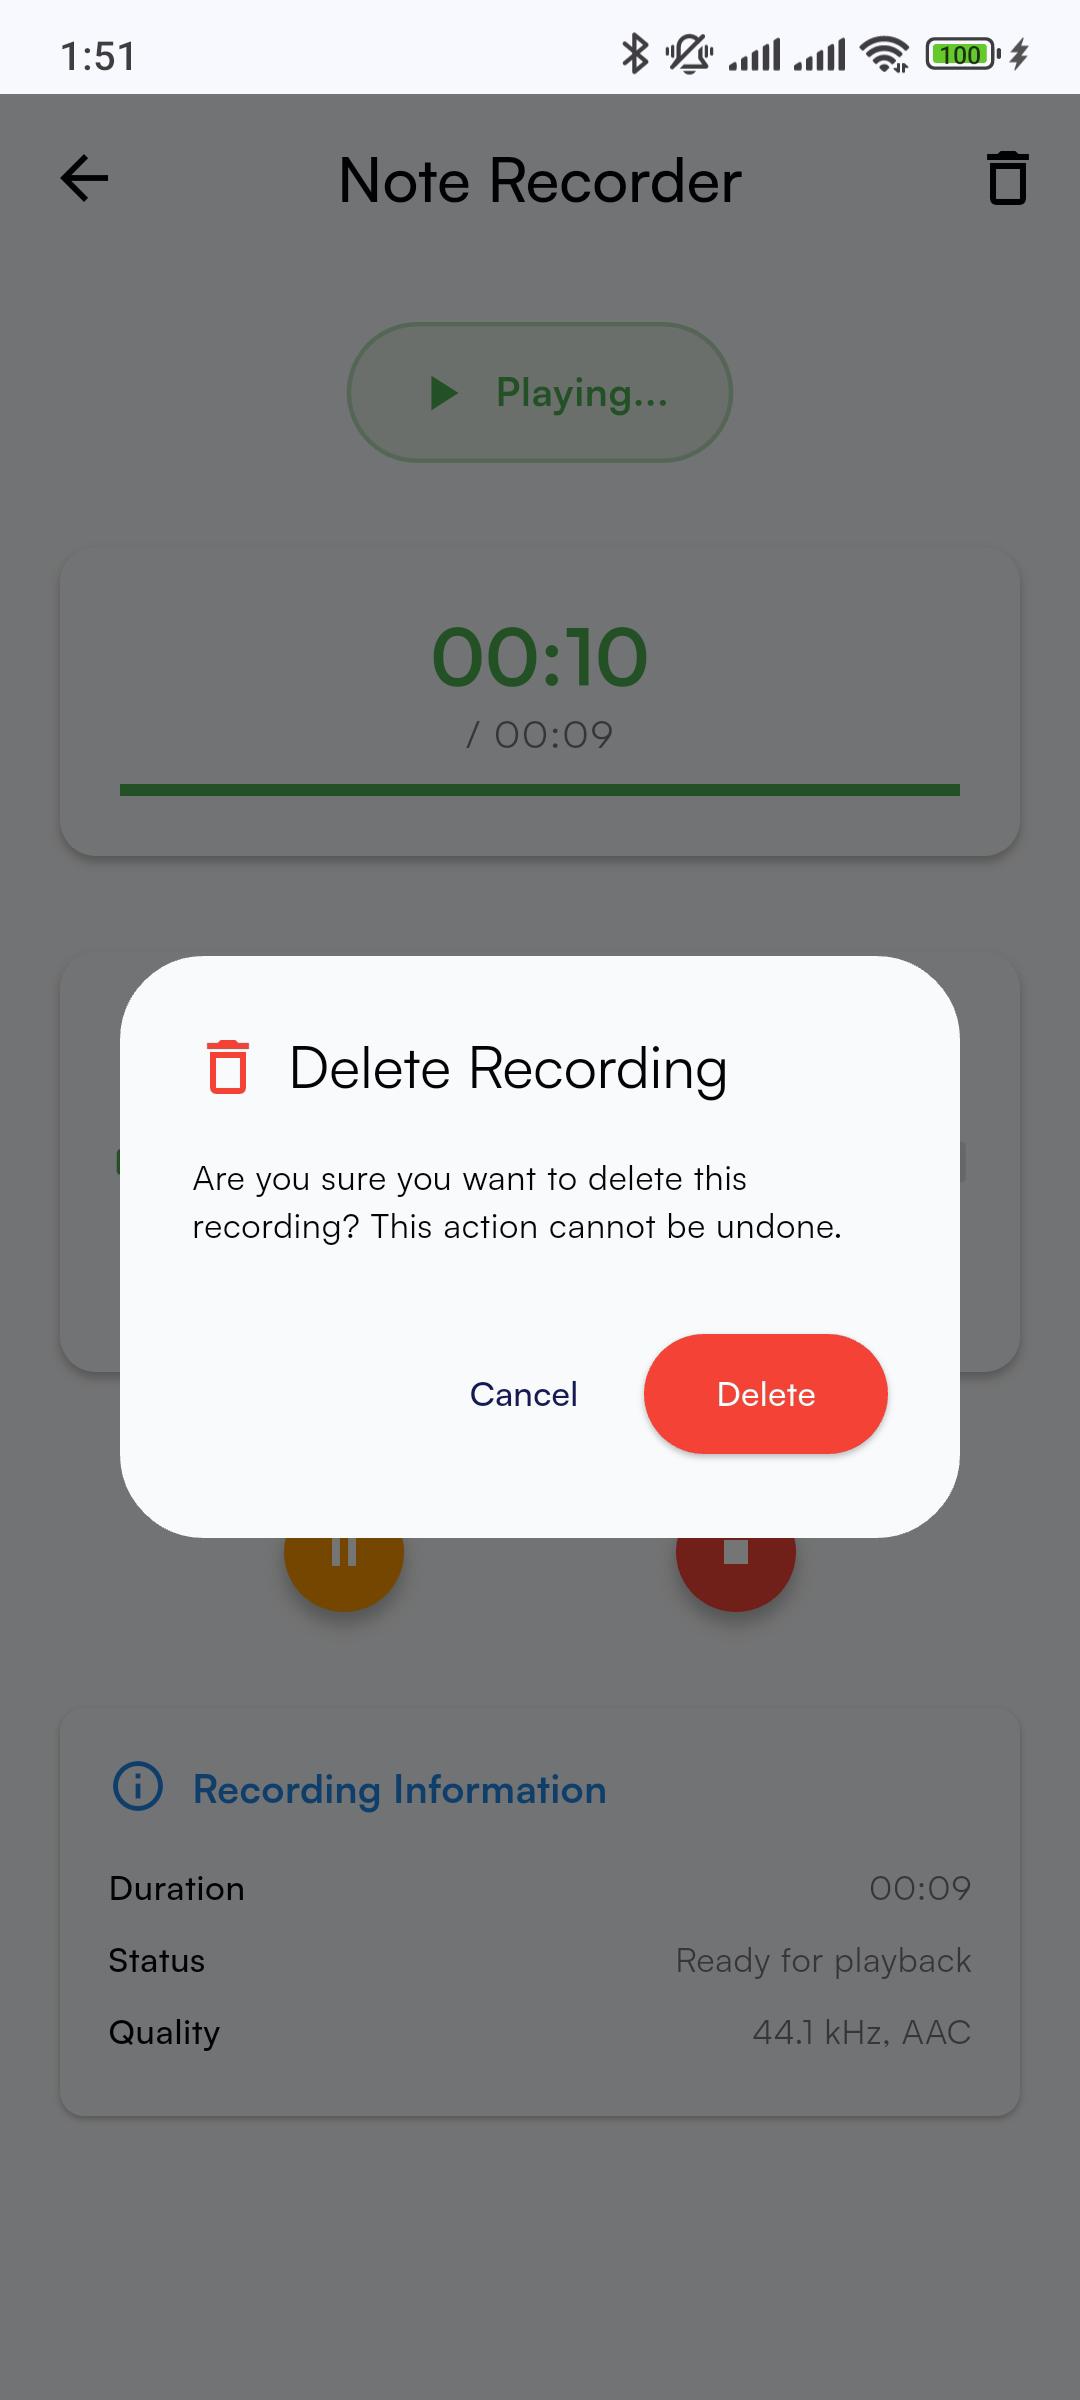 1:51
100
Note Recorder
Playing...
00:10
/ 00:09
Delete Recording
Are you sure you want to delete this
recording? This action cannot be undone.
Cancel
Delete
Recording Information
Duration
00:09
Status
Ready for playback
Quality
44.1 kHz, AAC